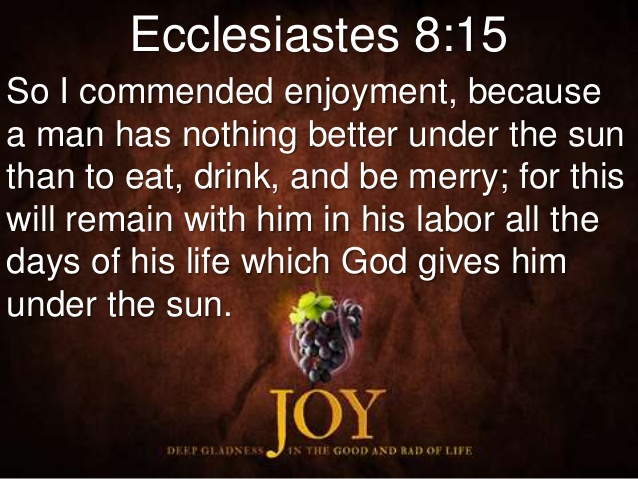 Ecclesiastes 8:15
So I commended enjoyment, because
a man has nothing better under the sun
than to eat, drink, and be merry; for this
will remain with him in his labor all the
days of his life which God gives him
under the sun.
JOY
DEEP GLADNESS IN THE GOOD AND BAD OF LIFE